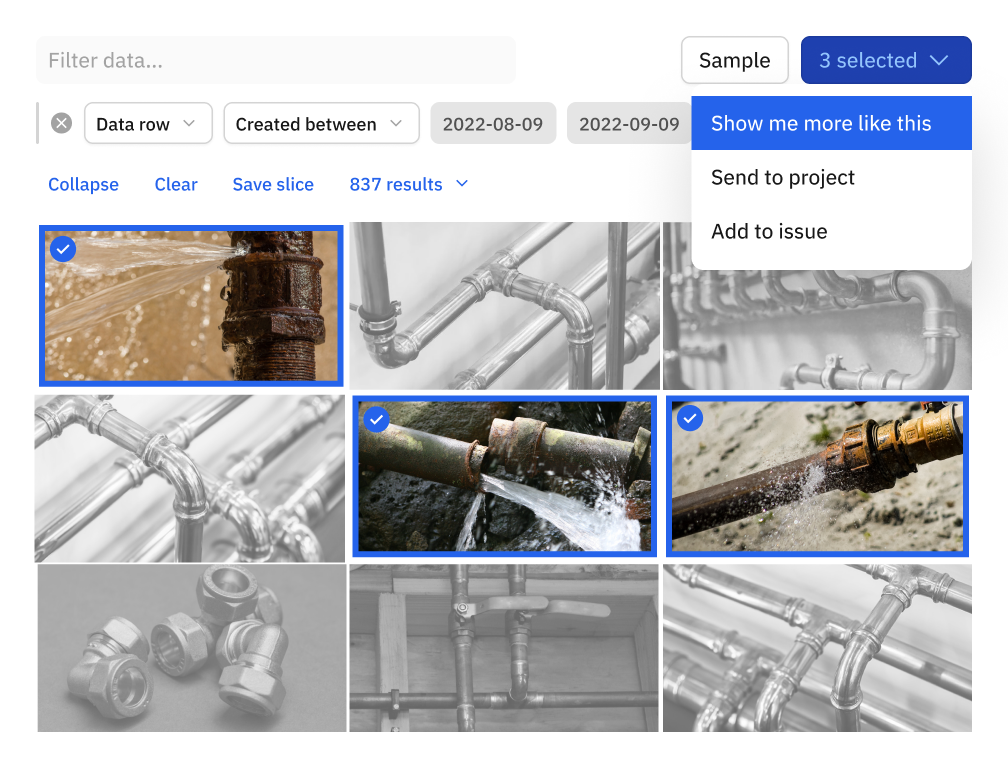 Filter data...
Sample
3 selected
Data row
Created between
2022-08-09
2022-09-09
Show me more like this
Send to project
Add to issue
Collapse
Clear
Save slice
837 results